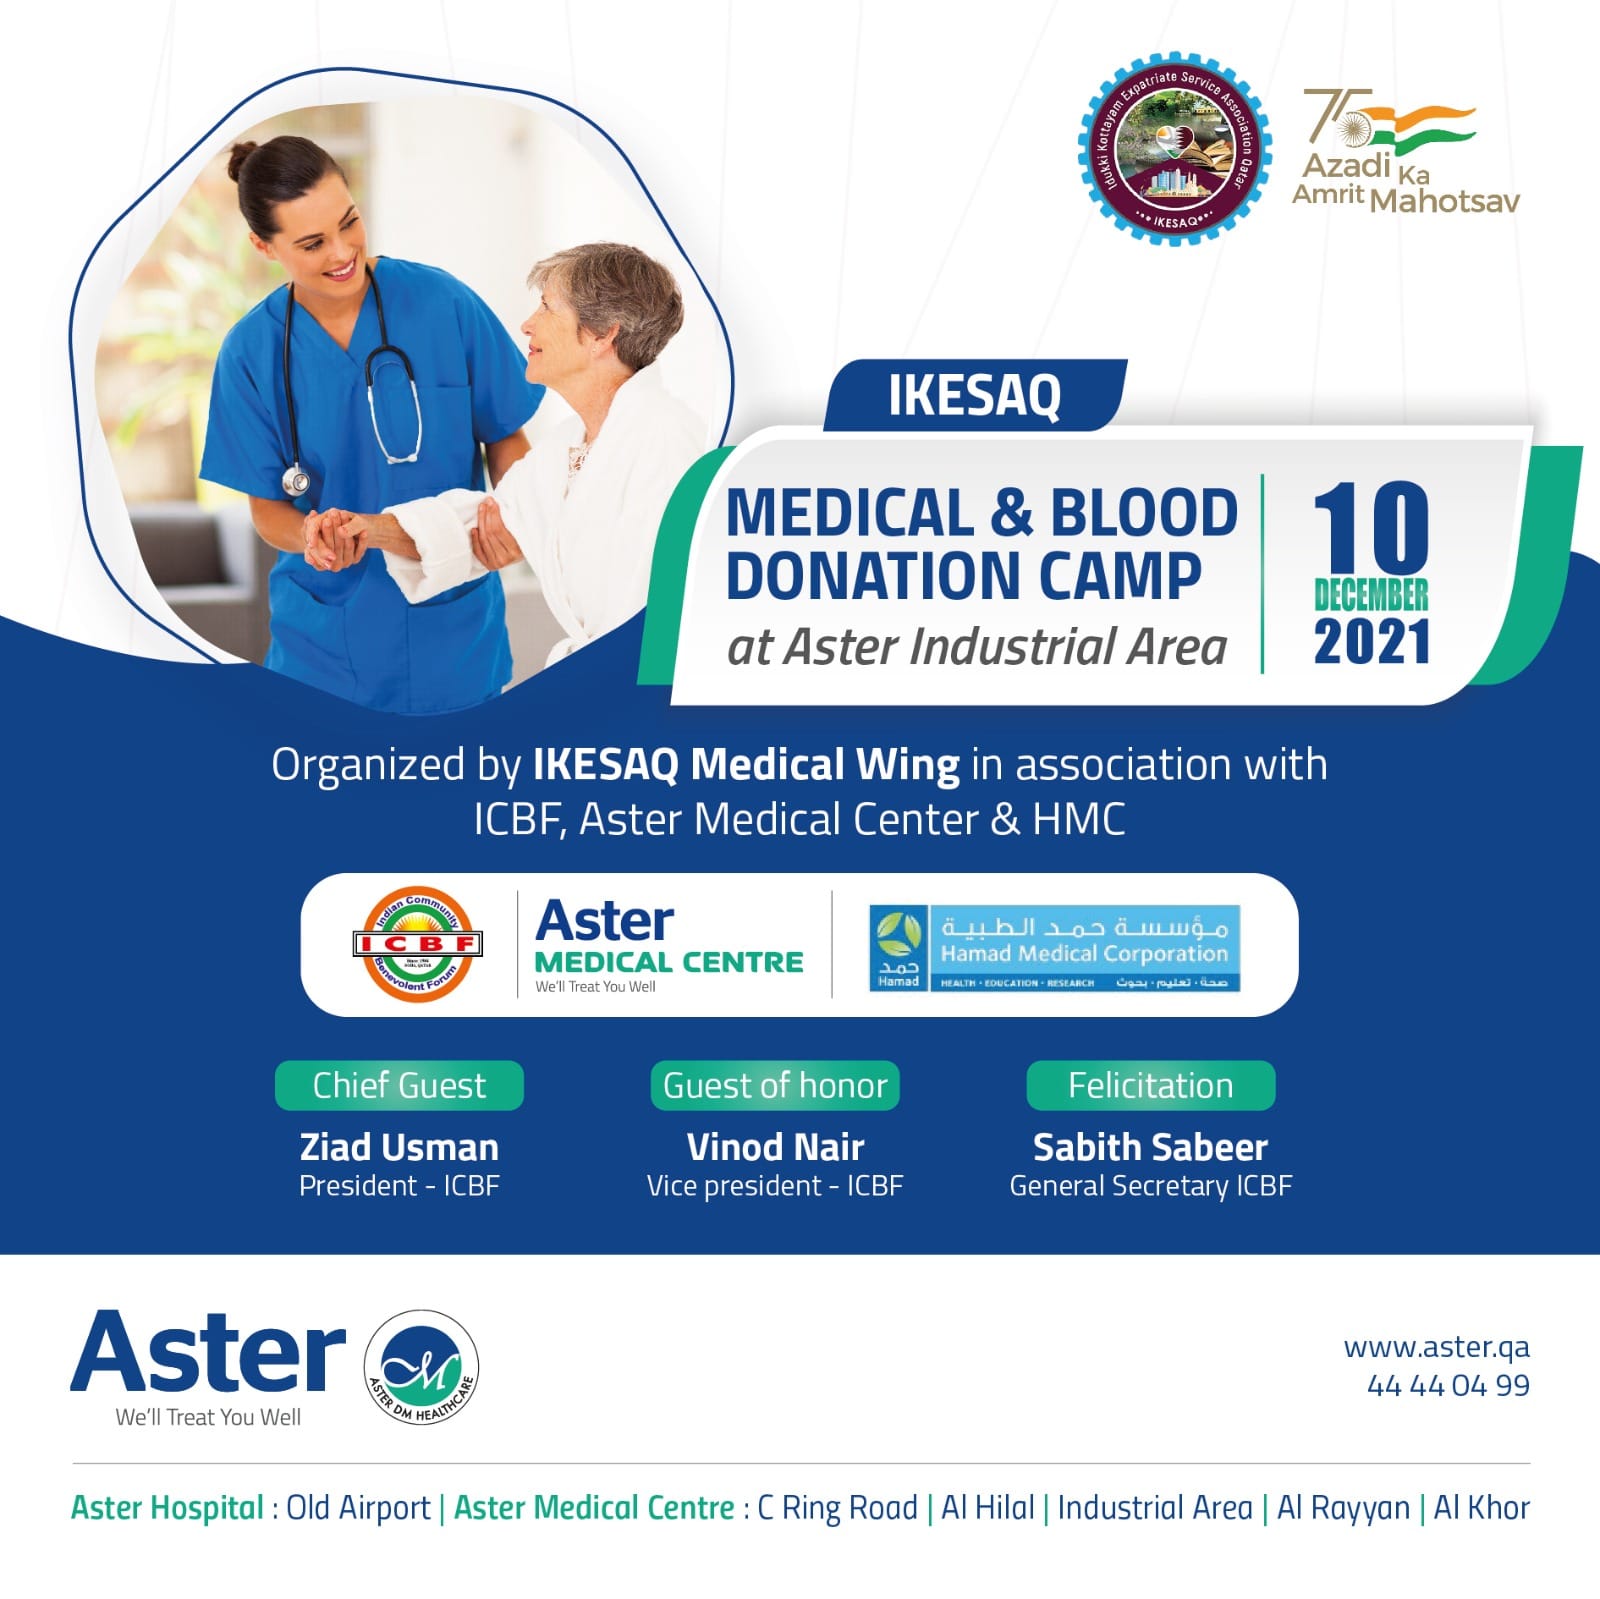 Idukki Kottayam Expatriate Service Association Qatar
IKESAQ
75
Azadi Ka
Amrit Mahotsav
IKESAQ
MEDICAL & BLOOD
DONATION CAMP
at Aster Industrial Area
10
DECEMBER
2021
Organized by IKESAQ Medical Wing in association with
ICBF, Aster Medical Center & HMC
Indian Community
ICBF
Benevolent Forum
Aster
MEDICAL CENTRE
We'll Treat You Well
حمد
Hamad
مؤسسة حمد الطبية
Hamad Medical Corporation
HEALTH · EDUCATION · RESEARCH صحة · تعليم · بحوث
Chief Guest
Ziad Usman
President - ICBF
Guest of honor
Vinod Nair
Vice president - ICBF
Felicitation
Sabith Sabeer
General Secretary ICBF
Aster
We'll Treat You Well
ASTER DM HEALTHCARE
www.aster.qa
44 44 04 99
Aster Hospital : Old Airport | Aster Medical Centre : C Ring Road | Al Hilal | Industrial Area | Al Rayyan | Al Khor